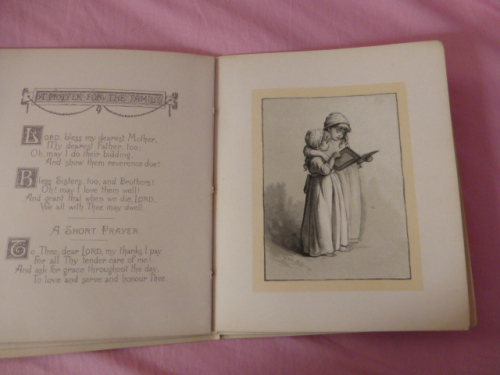 A PRAYER FOR THE FAMILY
LORD, bless my dearest Mother,
My dearest Father, too;
Oh may I do their bidding,
And show them reverence due!
Bless Sisters, too, and Brothers;
Oh! may I love them well!
And grant that when we die, LORD,
We all with Thee may dwell.
A SHORT PRAYER
To Thee, dear LORD, my thanks I pay
For all Thy tender care of me;
And ask for grace throughout the day,
To love and serve and honour Thee.